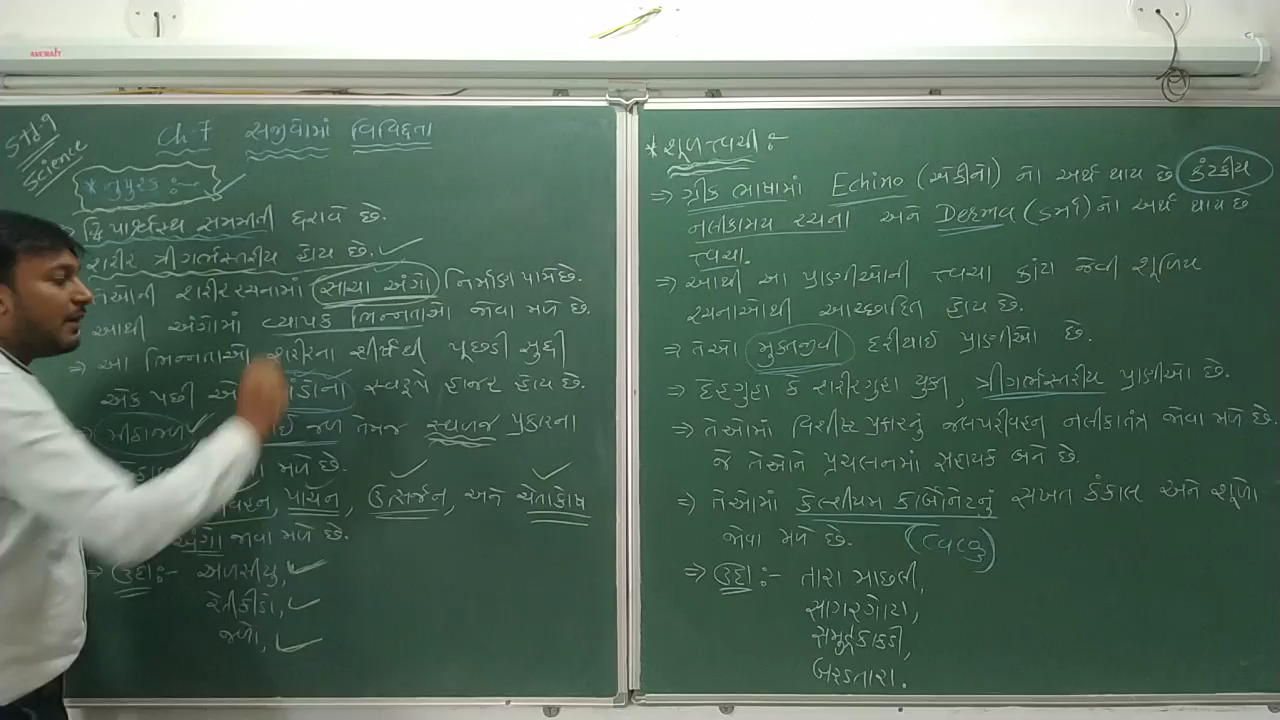 AVCRAFT
Std-9
Science
Ch-7 સજીવોમાં વિવિધતા
* નુપુરક :-
દ્વિપાર્શ્વસ્થ સમમિતી ધરાવે છે.
શરીર ત્રીગર્ભસ્તરીય હોય છે.
તેઓની શરીરરચનામાં સાચા અંગો નિર્માણ પામે છે.
આથી અંગોમાં વ્યાપક ભિન્નતાઓ જોવા મળે છે.
⇒ આ ભિન્નતાઓ શરીરના શીર્ષથી પૂછડી સુધી
એક પછી એ ખંડોના સ્વરૂપે હાજર હોય છે.
મીઠાજળ જળ તેમજ સ્થળજ પ્રકારના
મળે છે.
વહન, પાચન, ઉત્સર્જન, અને ચેતાકોષ
અંગો જોવા મળે છે.
⇒ ઉદા :- અળસીયુ,
રેતીકીડો,
જળો,
* શૂળત્વચી :-
⇒ ગ્રીક ભાષામાં Echino (એકીનો) નો અર્થ થાય છે કંટકીય
નલીકામય રચના અને Derma (ડર્મા) નો અર્થ થાય છે
ત્વચા.
⇒ આથી આ પ્રાણીઓની ત્વચા કાંટા જેવી શૂળિય
રચનાઓથી આચ્છાદિત હોય છે.
⇒ તેઓ મુક્તજીવી દરીયાઈ પ્રાણીઓ છે.
⇒ દેહગુહા કે શરીરગુહા યુક્ત, ત્રીગર્ભસ્તરીય પ્રાણીઓ છે.
⇒ તેઓમાં વિશીષ્ટ પ્રકારનું જલપરીવહન નલીકાતંત્ર જોવા મળે છે.
જે તેઓને પ્રચલનમાં સહાયક બને છે.
⇒ તેઓમાં કેલ્શીયમ કાર્બોનેટનું સખત કંકાલ અને શૂળો
જોવા મળે છે.
⇒ ઉદા :- તારા માછલી,
સાગરગોટા,
સમુદ્રકાકડી,
બરડતારા.